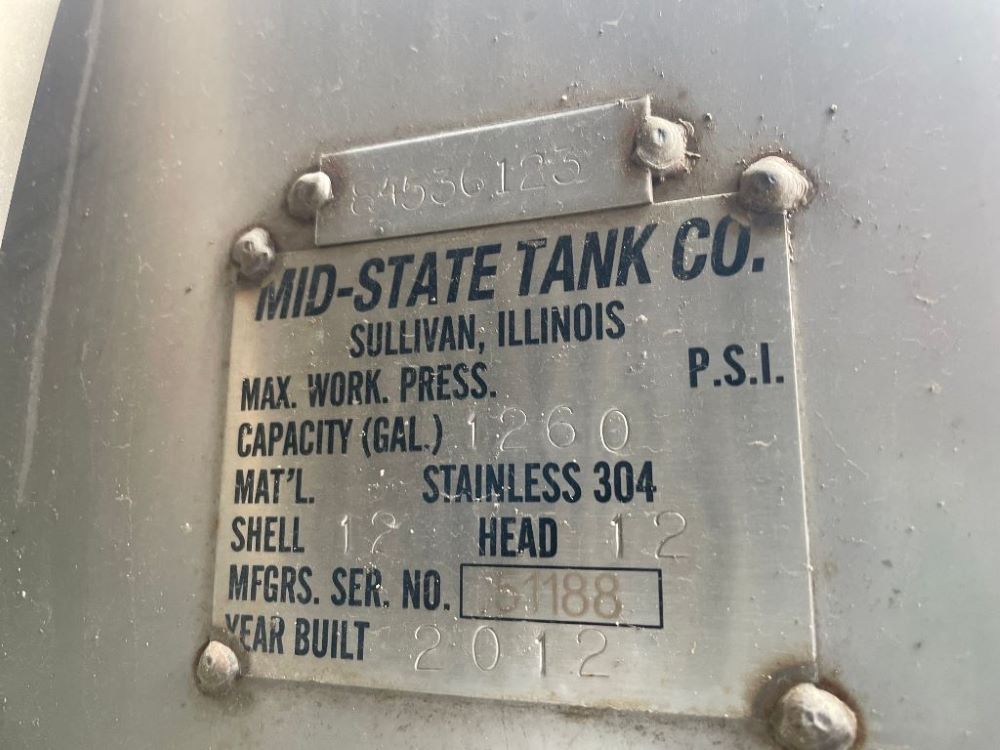 84536123
MID-STATE TANK CO.
SULLIVAN, ILLINOIS
MAX. WORK. PRESS. P.S.I.
CAPACITY (GAL.) 1260
MAT'L. STAINLESS 304
SHELL 12 HEAD 12
MFGRS. SER. NO. 51188
YEAR BUILT 2012